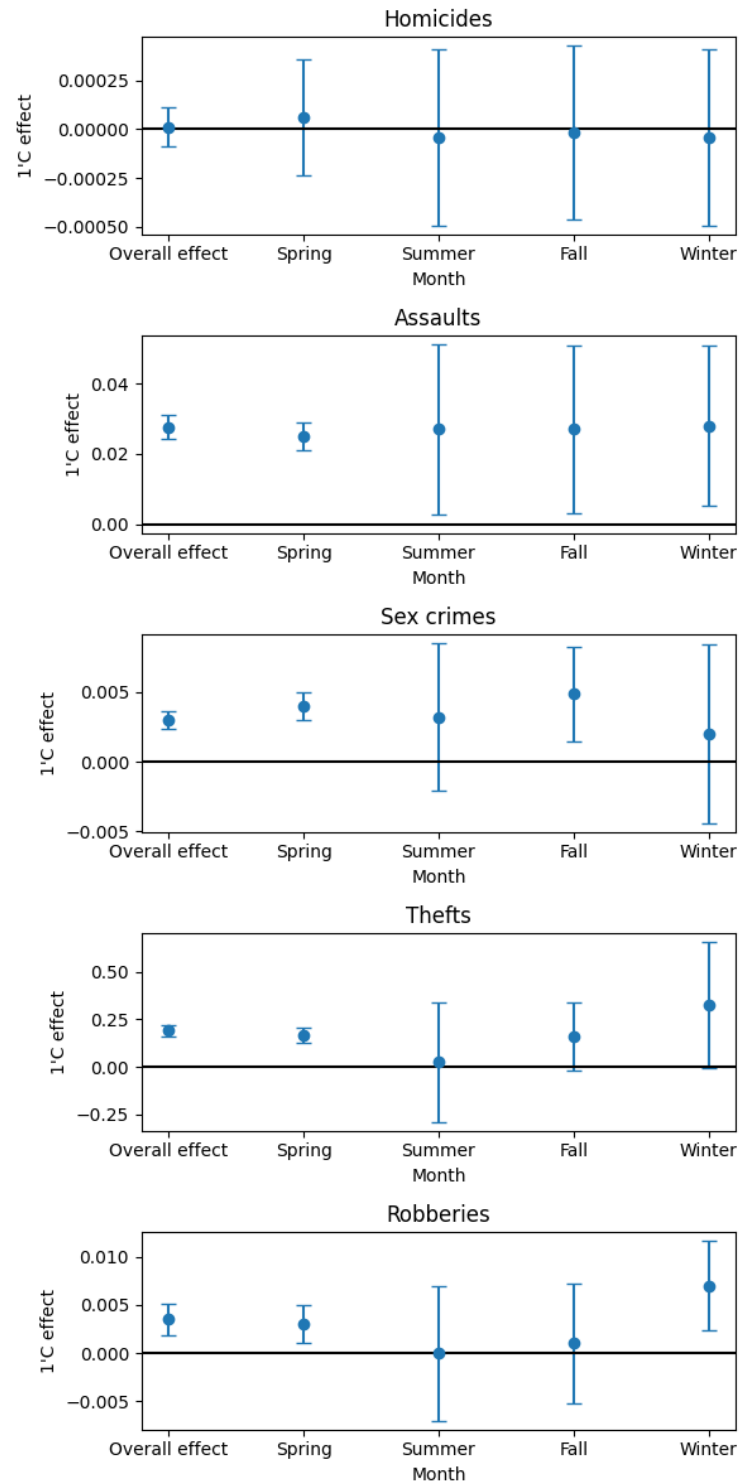 Homicides
1'C effect
0.00025
0.00000
−0.00025
−0.00050
Overall effect Spring Summer Fall Winter
Month
Assaults
1'C effect
0.04
0.02
0.00
Overall effect Spring Summer Fall Winter
Month
Sex crimes
1'C effect
0.005
0.000
−0.005
Overall effect Spring Summer Fall Winter
Month
Thefts
1'C effect
0.50
0.25
0.00
−0.25
Overall effect Spring Summer Fall Winter
Month
Robberies
1'C effect
0.010
0.005
0.000
−0.005
Overall effect Spring Summer Fall Winter
Month